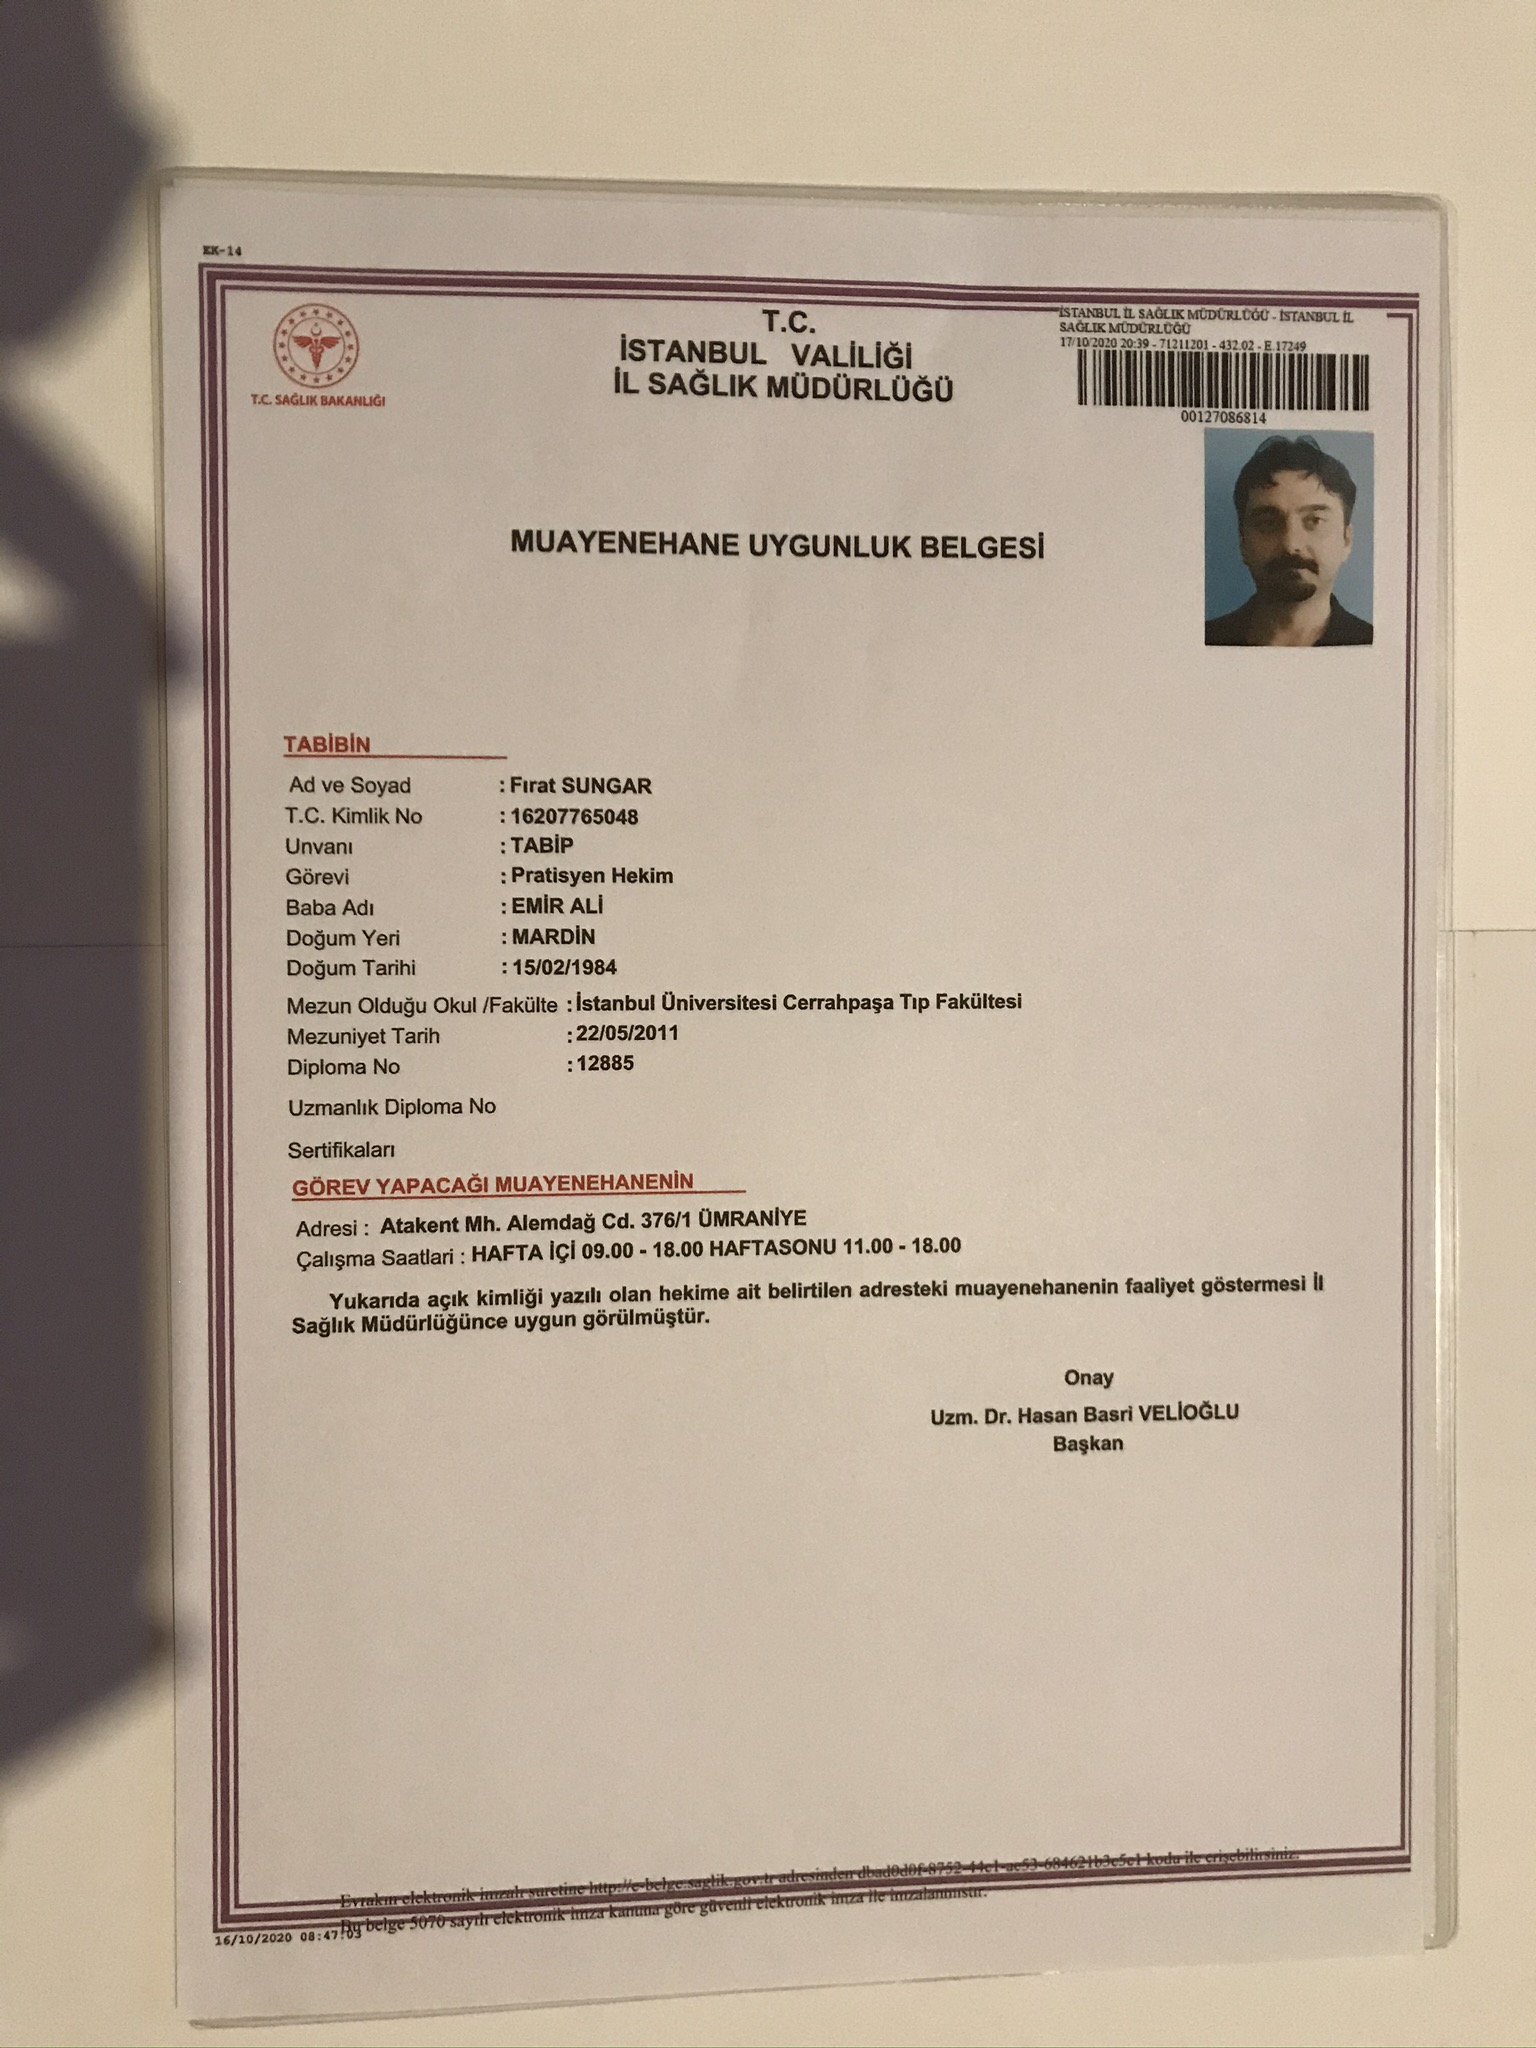 EK-14
T.C. SAĞLIK BAKANLIĞI
T.C.
İSTANBUL VALİLİĞİ
İL SAĞLIK MÜDÜRLÜĞÜ
İSTANBUL İL SAĞLIK MÜDÜRLÜĞÜ - İSTANBUL İL
SAĞLIK MÜDÜRLÜĞÜ
17/10/2020 20:39 - 71211201 - 432.02 - E.17249
00127086814
MUAYENEHANE UYGUNLUK BELGESİ
TABİBİN
Ad ve Soyad : Fırat SUNGAR
T.C. Kimlik No : 16207765048
Unvanı : TABİP
Görevi : Pratisyen Hekim
Baba Adı : EMİR ALİ
Doğum Yeri : MARDİN
Doğum Tarihi : 15/02/1984
Mezun Olduğu Okul /Fakülte : İstanbul Üniversitesi Cerrahpaşa Tıp Fakültesi
Mezuniyet Tarih : 22/05/2011
Diploma No : 12885
Uzmanlık Diploma No
Sertifikaları
GÖREV YAPACAĞI MUAYENEHANENİN
Adresi : Atakent Mh. Alemdağ Cd. 376/1 ÜMRANİYE
Çalışma Saatlari : HAFTA İÇİ 09.00 - 18.00 HAFTASONU 11.00 - 18.00
Yukarıda açık kimliği yazılı olan hekime ait belirtilen adresteki muayenehanenin faaliyet göstermesi İl
Sağlık Müdürlüğünce uygun görülmüştür.
Onay
Uzm. Dr. Hasan Basri VELİOĞLU
Başkan
Evrakın elektronik imzalı suretine http://e-belge.saglik.gov.tr adresinden dbad0d0f-8752-44c1-ae53-684621b3c5c1 kodu ile erişebilirsiniz.
Bu belge 5070 sayılı elektronik imza kanuna göre güvenli elektronik imza ile imzalanmıştır.
16/10/2020 08:47:03